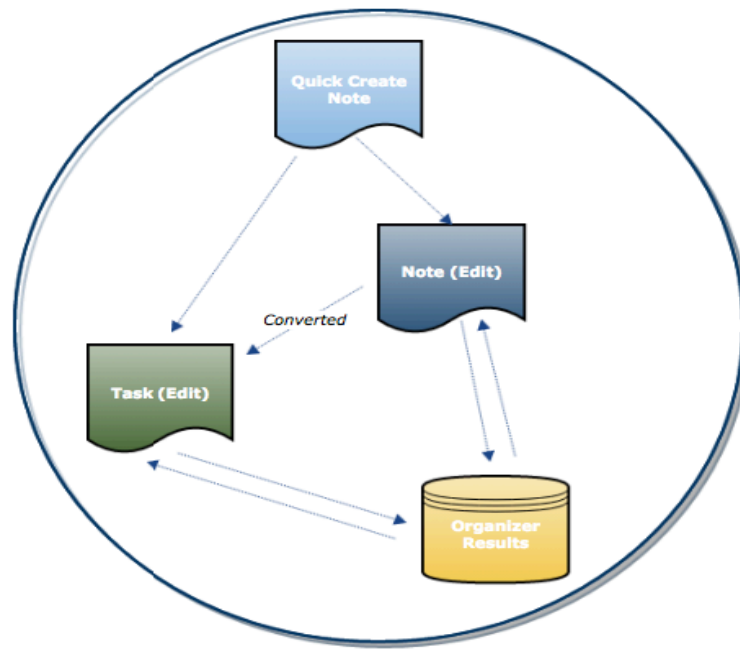 Quick Create
Note
Note (Edit)
Converted
Task (Edit)
Organizer
Results